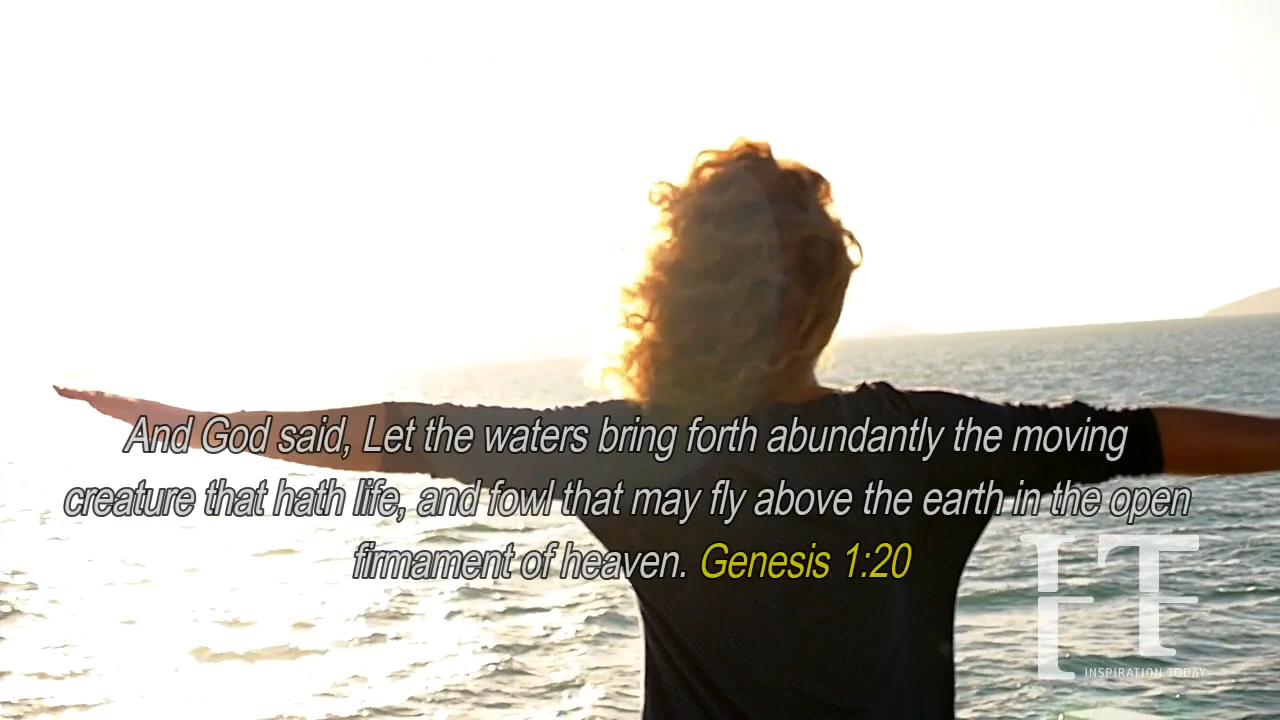 And God said, Let the waters bring forth abundantly the moving
creature that hath life, and fowl that may fly above the earth in the open
firmament of heaven. Genesis 1:20
IT
INSPIRATION TODAY